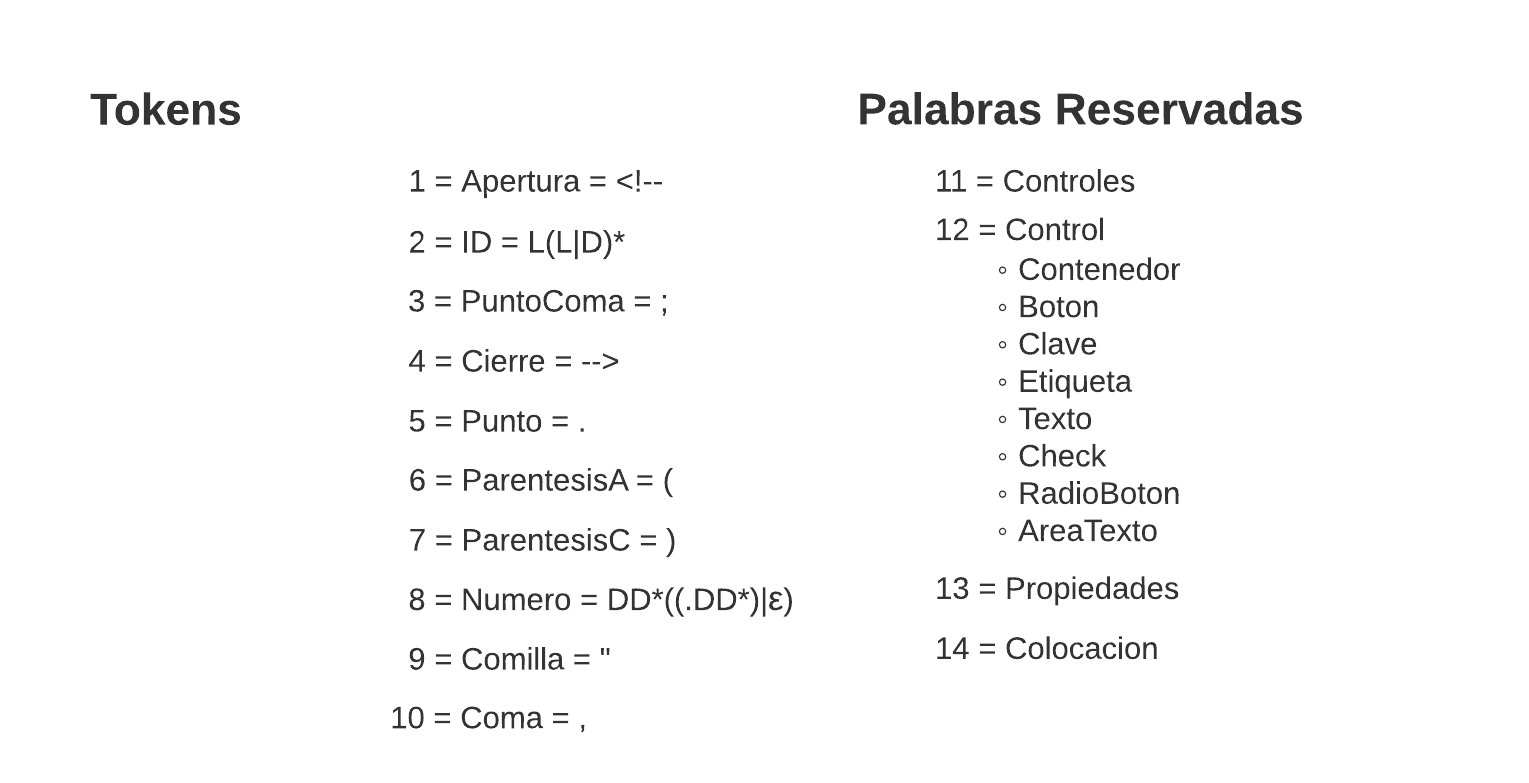 Tokens
1 = Apertura = <!--
2 = ID = L(L|D)*
3 = PuntoComa = ;
4 = Cierre = -->
5 = Punto = .
6 = ParentesisA = (
7 = ParentesisC = )
8 = Numero = DD*((.DD*)|ε)
9 = Comilla = "
10 = Coma = ,
Palabras Reservadas
11 = Controles
12 = Control
◦ Contenedor
◦ Boton
◦ Clave
◦ Etiqueta
◦ Texto
◦ Check
◦ RadioBoton
◦ AreaTexto
13 = Propiedades
14 = Colocacion